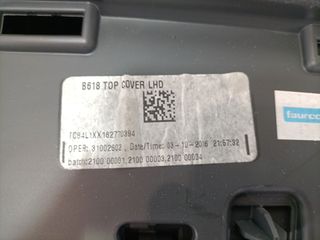 B618 TOP COVER LHD
TC84L1XX162770394
OPER: 31002602 , Date/Time: 03-10-2016 21:57:32
batch:2100 00001,2100 00003,2100 00034
faurec